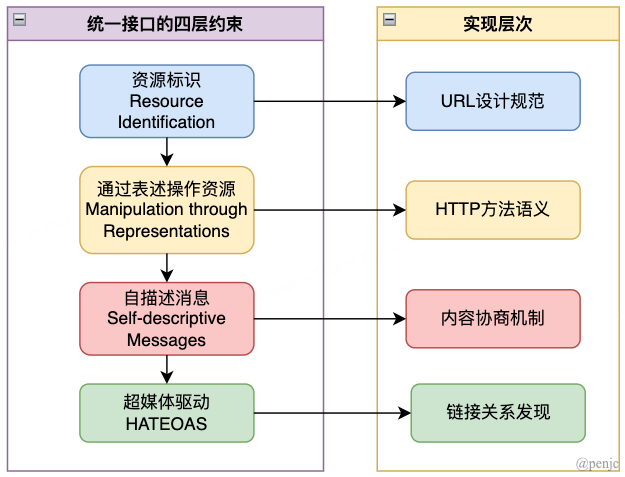 统一接口的四层约束
实现层次
资源标识
Resource
Identification
URL设计规范
通过表述操作资源
Manipulation through
Representations
HTTP方法语义
自描述消息
Self-descriptive
Messages
内容协商机制
超媒体驱动
HATEOAS
链接关系发现
@penjc